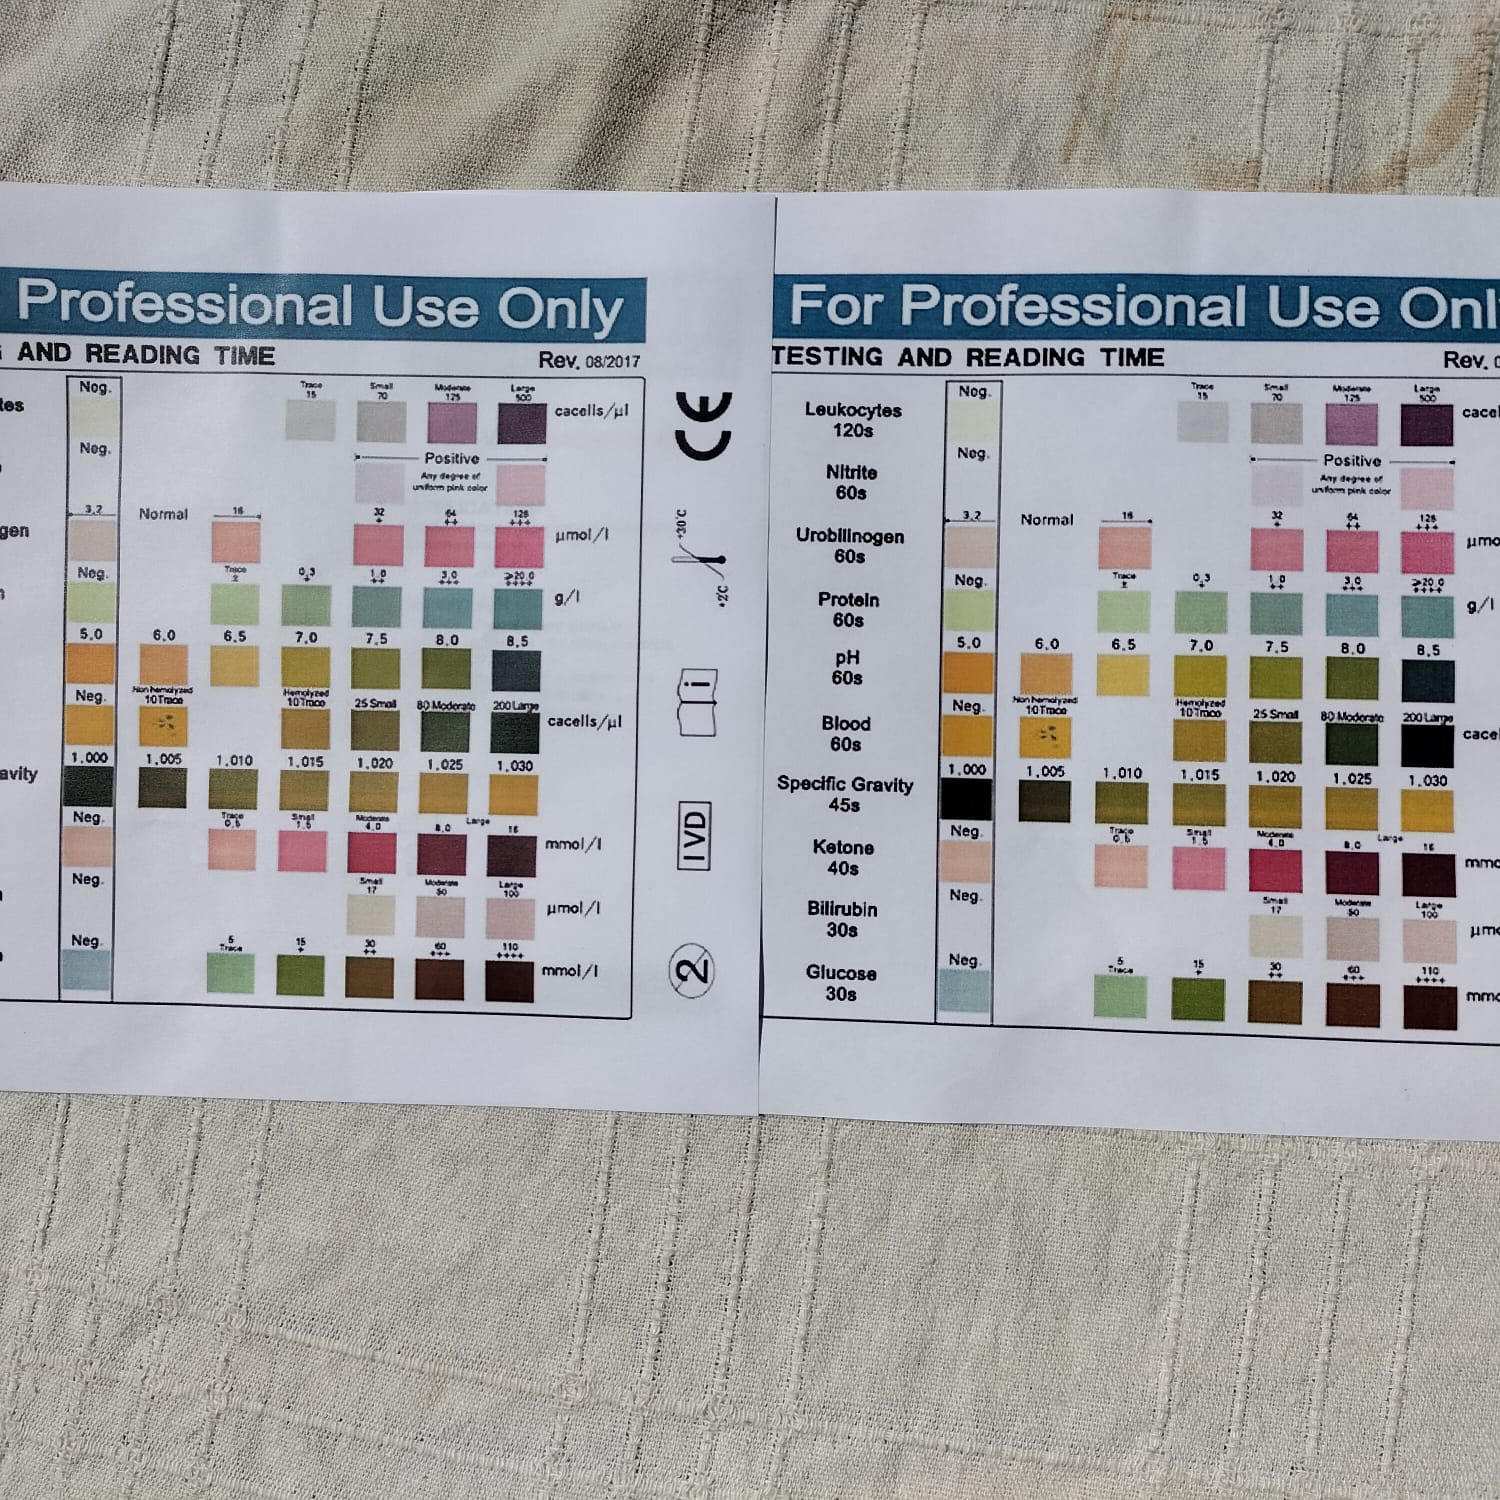 Professional Use Only
AND READING TIME
Rev. 08/2017
Neg.
Trace
15
Small
70
Moderate
125
Large
500
cacells/µl
Neg.
Positive
Any degree of
uniform pink color
gen
3,2
Normal
16
32
+
64
++
128
+++
µmol/l
Neg.
Trace
±
0,3
+
1,0
++
3,0
+++
≥20,0
++++
g/l
5.0
6.0
6.5
7.0
7.5
8.0
8.5
Neg.
Non hemolyzed
10 Trace
Hemolyzed
10 Trace
25 Small
80 Moderate
200 Large
cacells/µl
avity
1.000
1.005
1.010
1.015
1.020
1.025
1.030
Neg.
Trace
0,5
Small
1,5
Moderate
4,0
8,0
Large
16
mmol/l
Neg.
Small
17
Moderate
50
Large
100
µmol/l
Neg.
5
Trace
15
+
30
++
60
+++
110
++++
mmol/l
CE
+30°C
+2°C
i
IVD
2
For Professional Use Onl
TESTING AND READING TIME
Rev. 0
Leukocytes
120s
Neg.
Trace
15
Small
70
Moderate
125
Large
500
cacel
Nitrite
60s
Neg.
Positive
Any degree of
uniform pink color
Urobilinogen
60s
3,2
Normal
16
32
+
64
++
128
+++
µmo
Protein
60s
Neg.
Trace
±
0,3
+
1,0
++
3,0
+++
≥20,0
++++
g/l
pH
60s
5.0
6.0
6.5
7.0
7.5
8.0
8.5
Blood
60s
Neg.
Non hemolyzed
10 Trace
Hemolyzed
10 Trace
25 Small
80 Moderate
200 Large
cacel
Specific Gravity
45s
1.000
1.005
1.010
1.015
1.020
1.025
1.030
Ketone
40s
Neg.
Trace
0,5
Small
1,5
Moderate
4,0
8,0
Large
16
mmo
Bilirubin
30s
Neg.
Small
17
Moderate
50
Large
100
µmo
Glucose
30s
Neg.
5
Trace
15
+
30
++
60
+++
110
++++
mmo